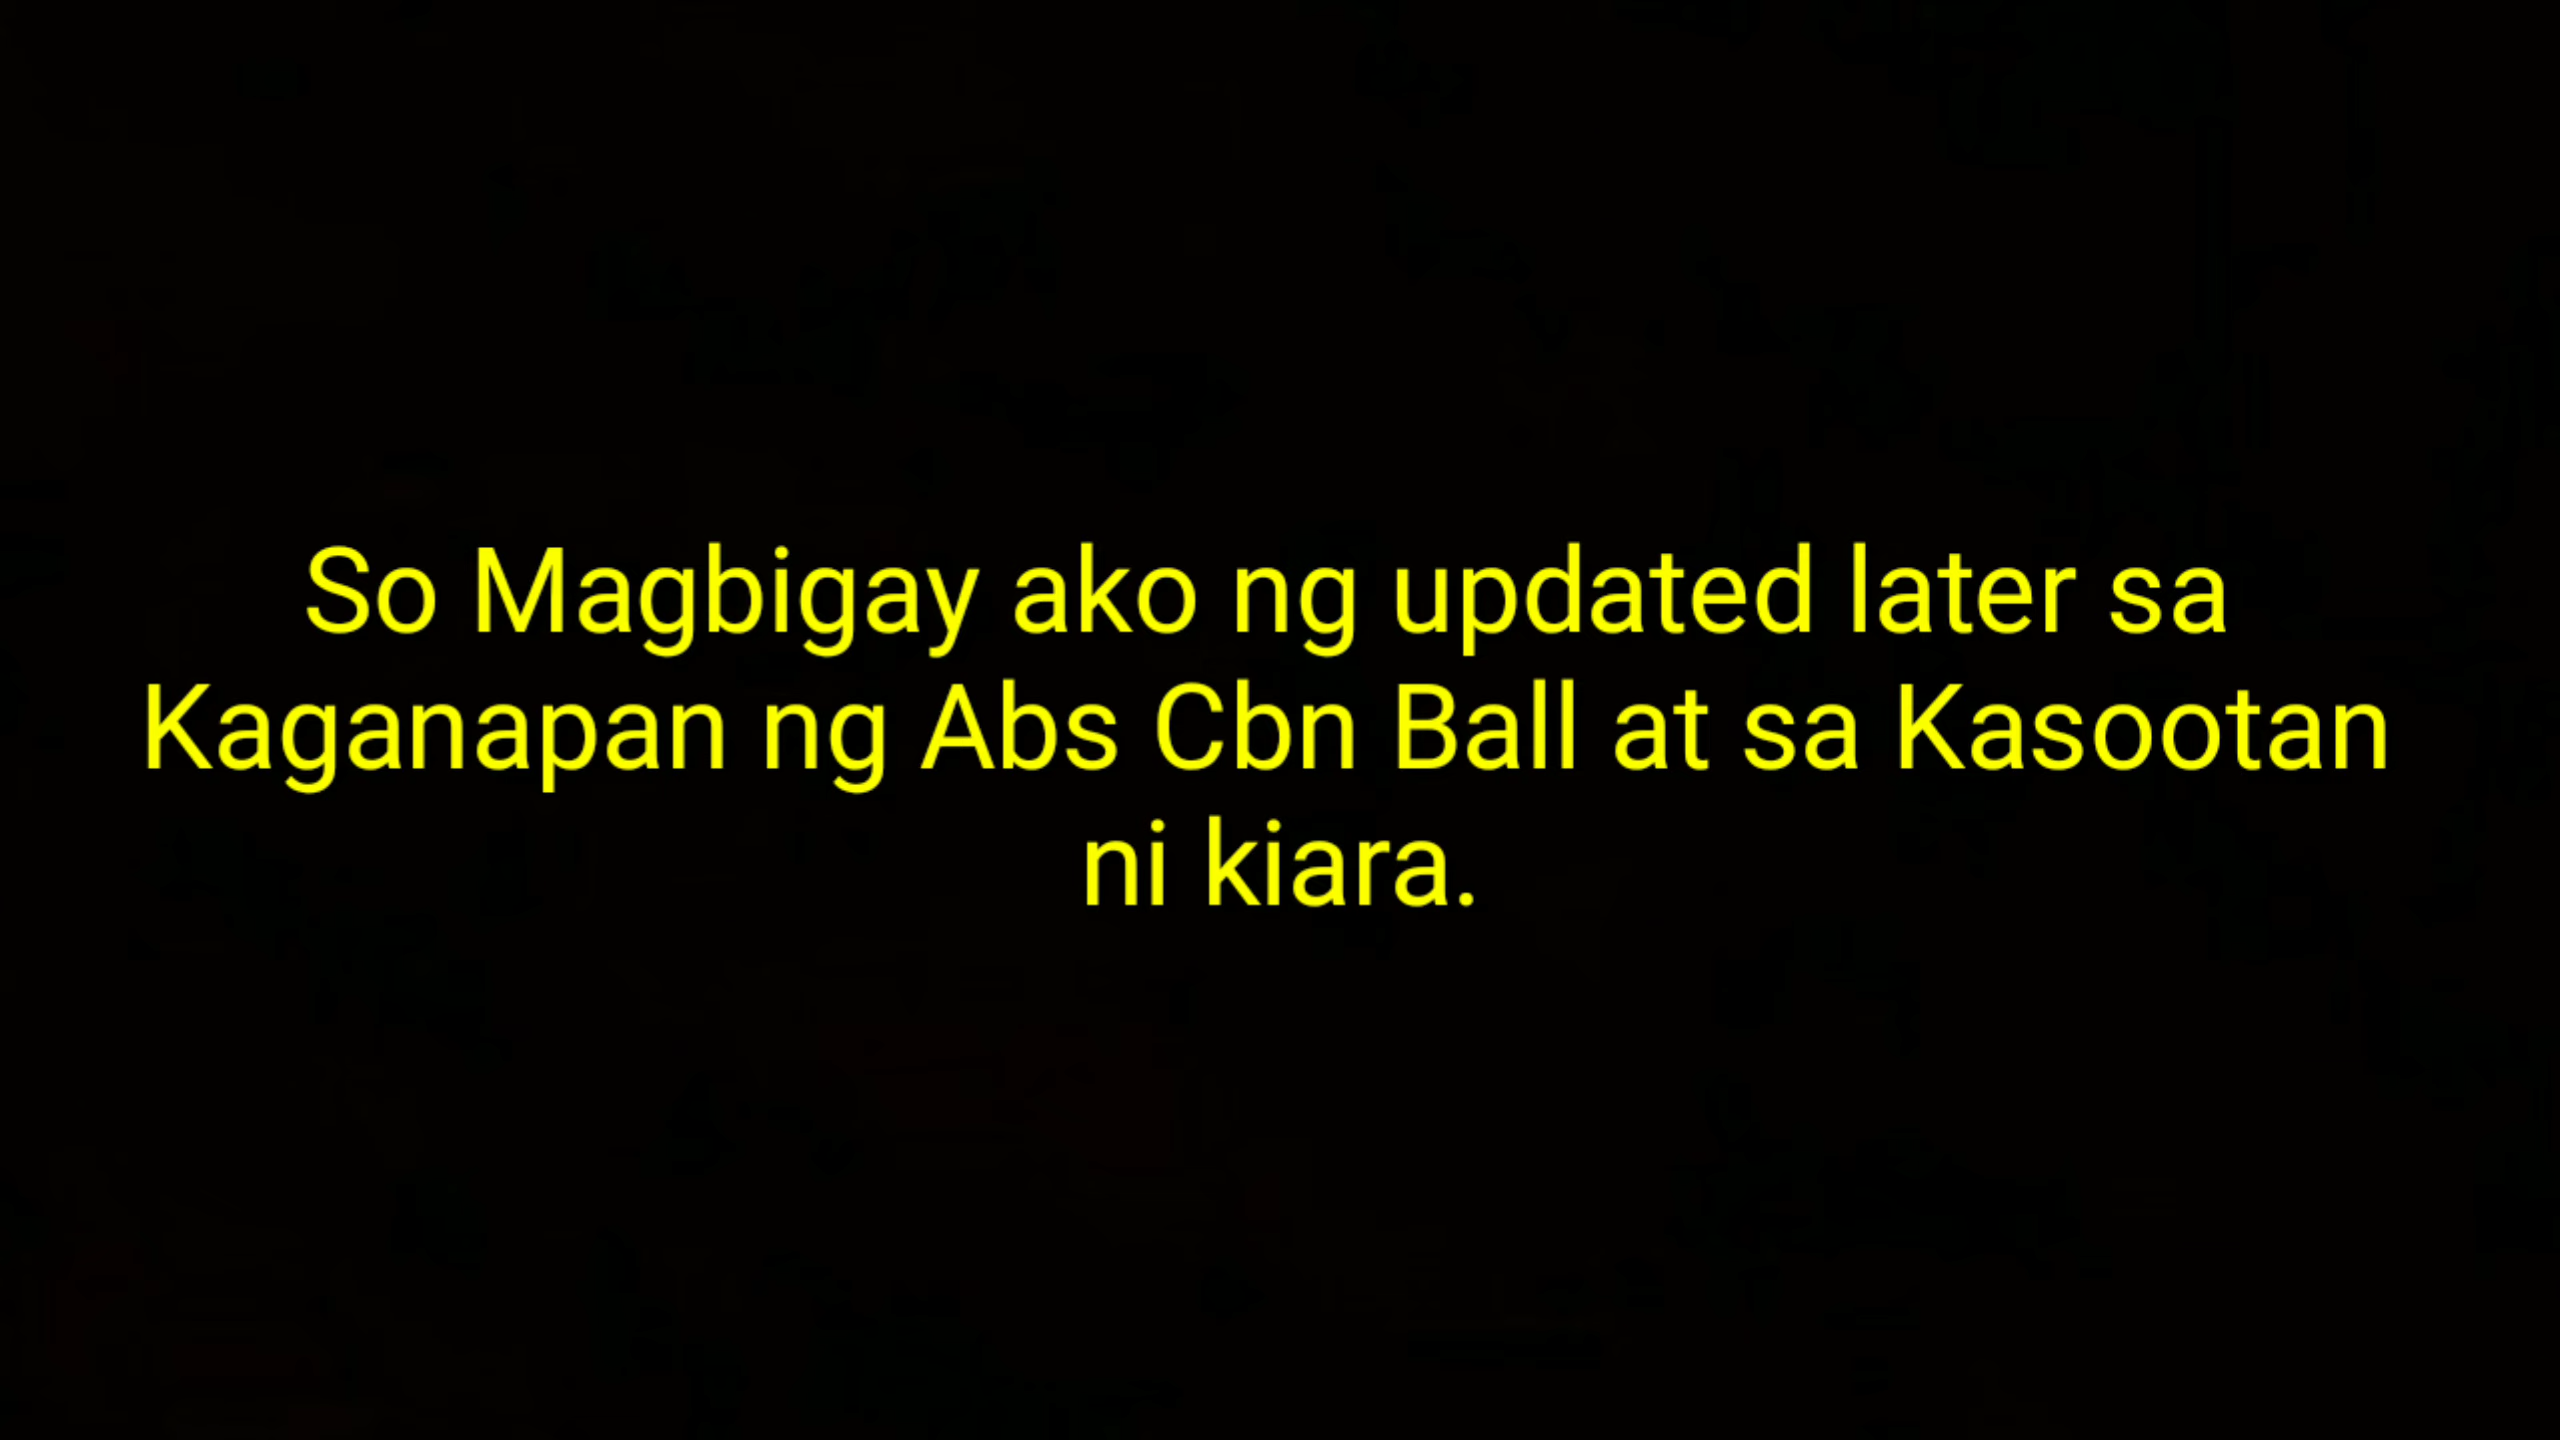 So Magbigay ako ng updated later sa
Kaganapan ng Abs Cbn Ball at sa Kasootan
ni kiara.